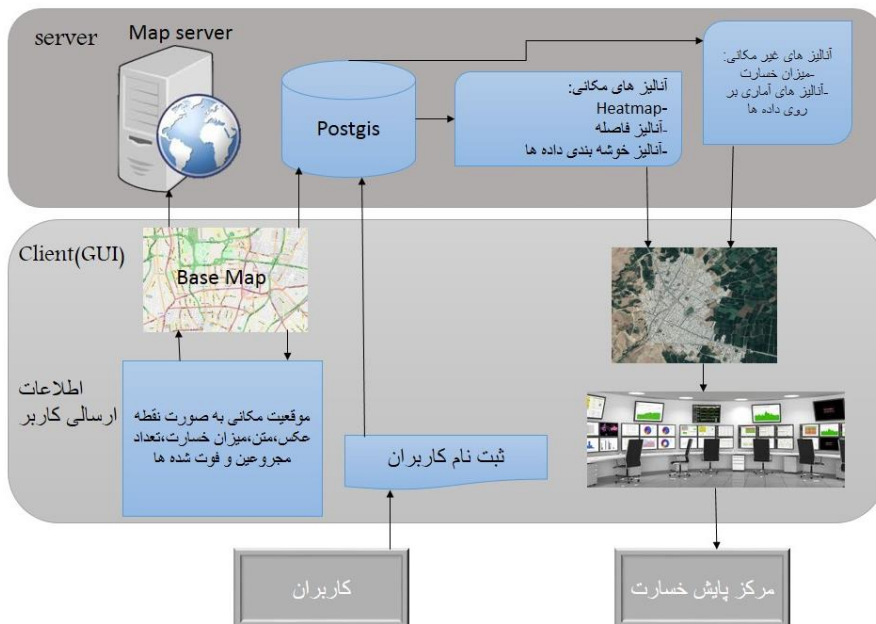 server
Map server
Postgis
آنالیز های مکانی:
-Heatmap
-آنالیز فاصله
-آنالیز خوشه بندی داده ها
آنالیز های غیر مکانی:
-میزان خسارت
-آنالیز های آماری بر
روی داده ها
Client(GUI)
Base Map
اطلاعات
ارسالی کاربر
موقعیت مکانی به صورت نقطه
عکس،متن،میزان خسارت،تعداد
مجروعین و فوت شده ها
ثبت نام کاربران
کاربران
مرکز پایش خسارت